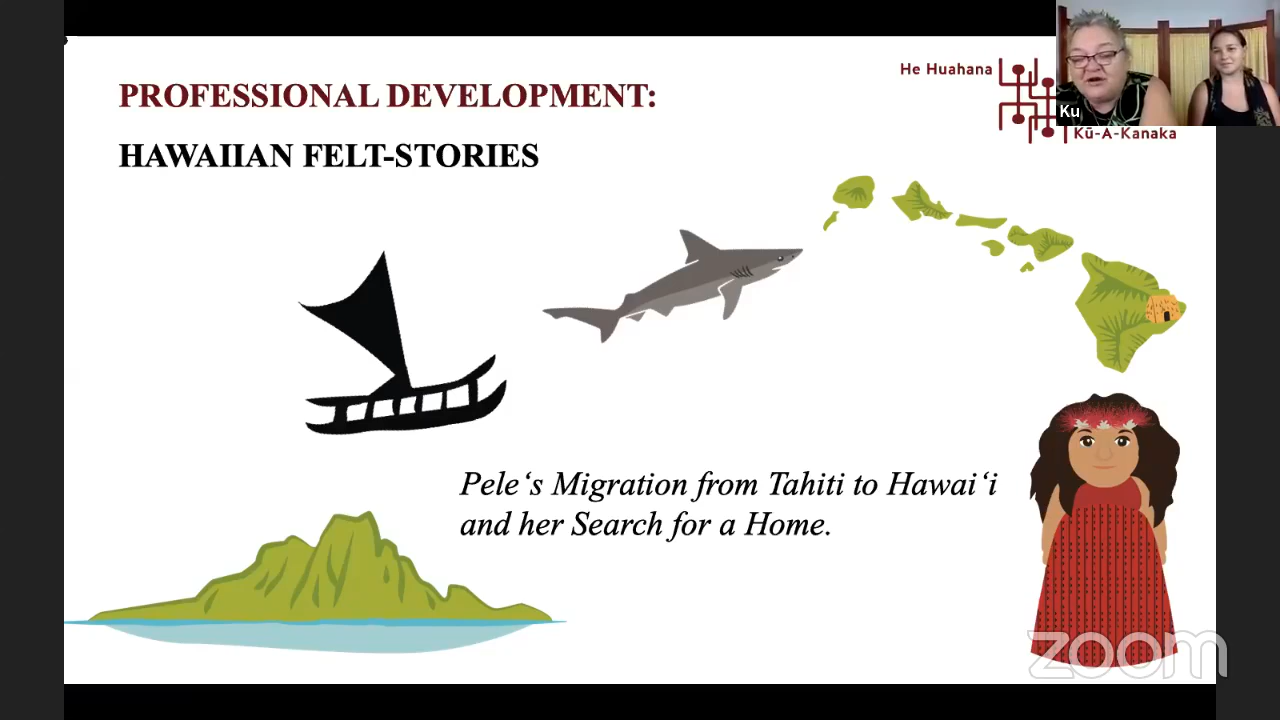 PROFESSIONAL DEVELOPMENT:
HAWAIIAN FELT-STORIES
He Huahana
Kū-A-Kanaka
Ku
Pele‘s Migration from Tahiti to Hawai‘i
and her Search for a Home.
zoom